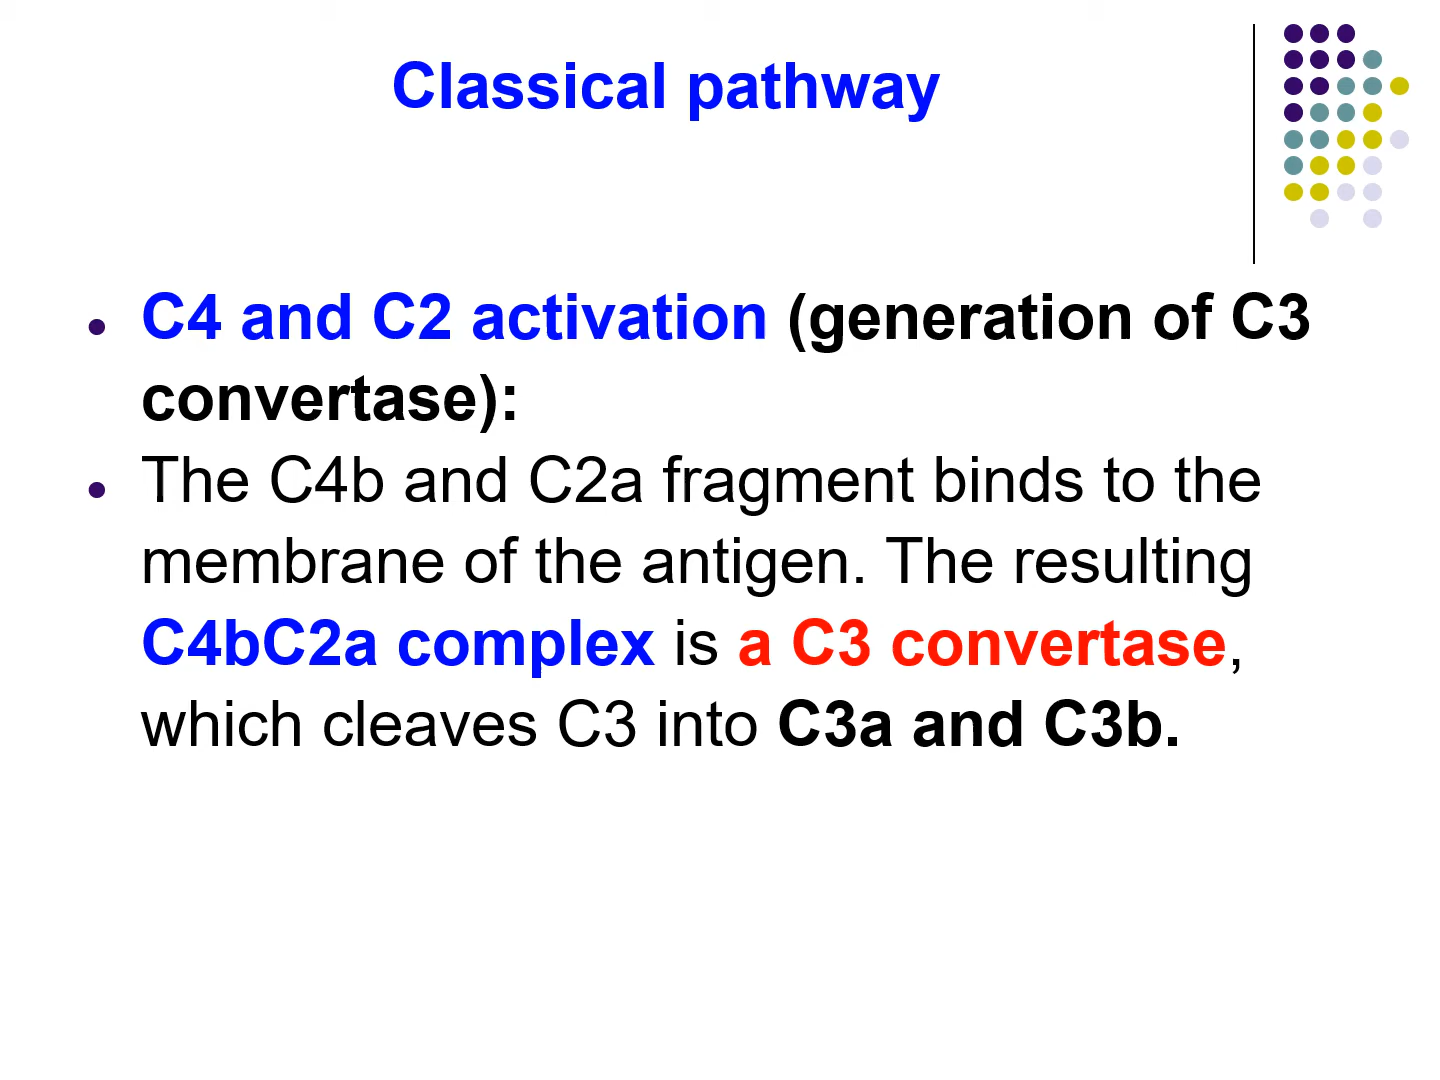 Classical pathway
C4 and C2 activation (generation of C3
convertase):
The C4b and C2a fragment binds to the
membrane of the antigen. The resulting
C4bC2a complex is a C3 convertase,
which cleaves C3 into C3a and C3b.